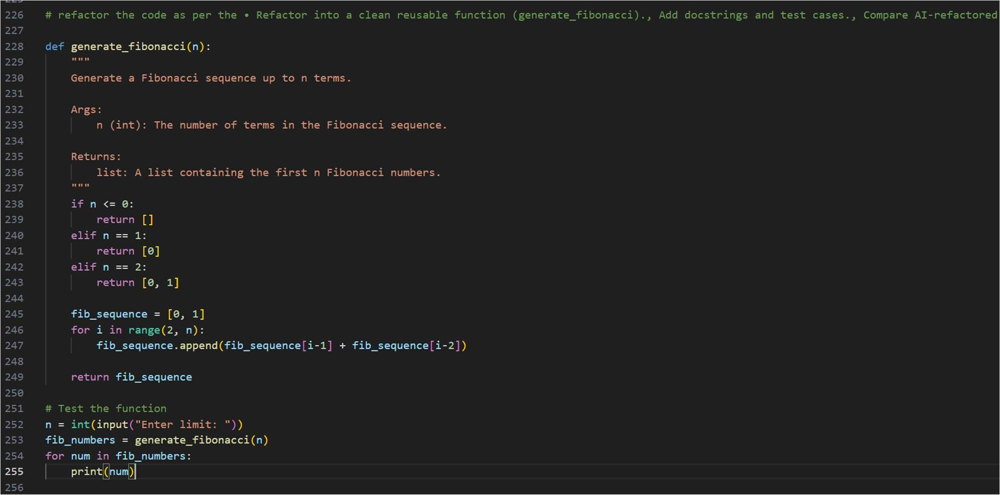 226 # refactor the code as per the • Refactor into a clean reusable function (generate_fibonacci)., Add docstrings and test cases., Compare AI-refactored
227
228 def generate_fibonacci(n):
229     """
230     Generate a Fibonacci sequence up to n terms.
231
232     Args:
233         n (int): The number of terms in the Fibonacci sequence.
234
235     Returns:
236         list: A list containing the first n Fibonacci numbers.
237     """
238     if n <= 0:
239         return []
240     elif n == 1:
241         return [0]
242     elif n == 2:
243         return [0, 1]
244
245     fib_sequence = [0, 1]
246     for i in range(2, n):
247         fib_sequence.append(fib_sequence[i-1] + fib_sequence[i-2])
248
249     return fib_sequence
250
251 # Test the function
252 n = int(input("Enter limit: "))
253 fib_numbers = generate_fibonacci(n)
254 for num in fib_numbers:
255     print(num)
256